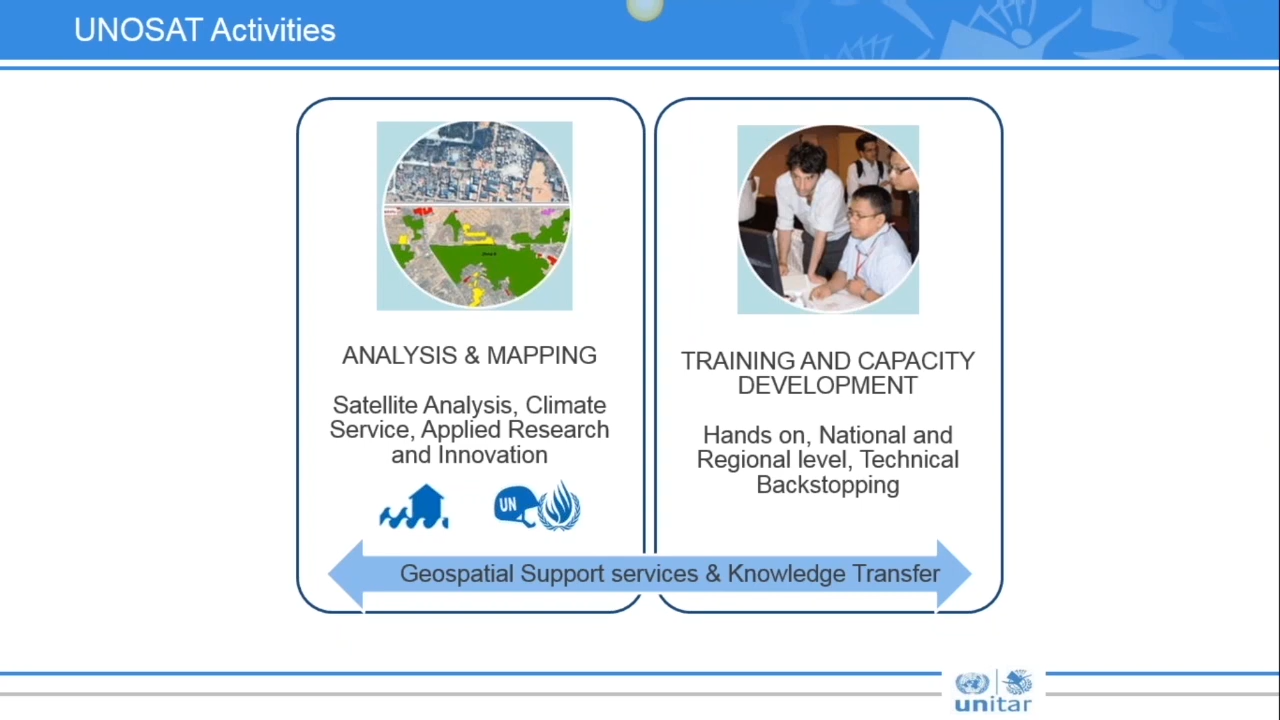 UNOSAT Activities
ANALYSIS & MAPPING
Satellite Analysis, Climate
Service, Applied Research
and Innovation
UN
TRAINING AND CAPACITY
DEVELOPMENT
Hands on, National and
Regional level, Technical
Backstopping
Geospatial Support services & Knowledge Transfer
unitar